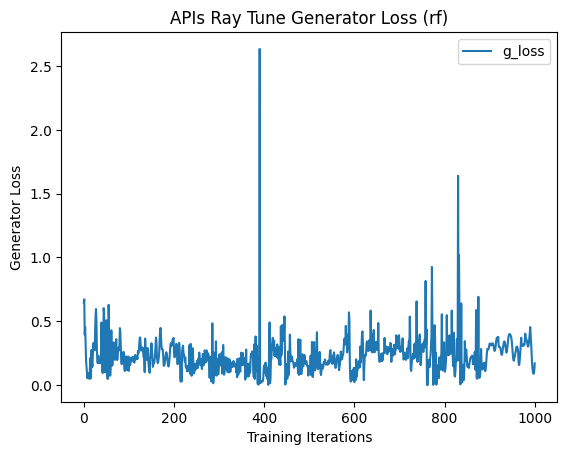 APIs Ray Tune Generator Loss (rf)
g_loss
2.5
2.0
1.5
1.0
0.5
0.0
Generator Loss
0 200 400 600 800 1000
Training Iterations